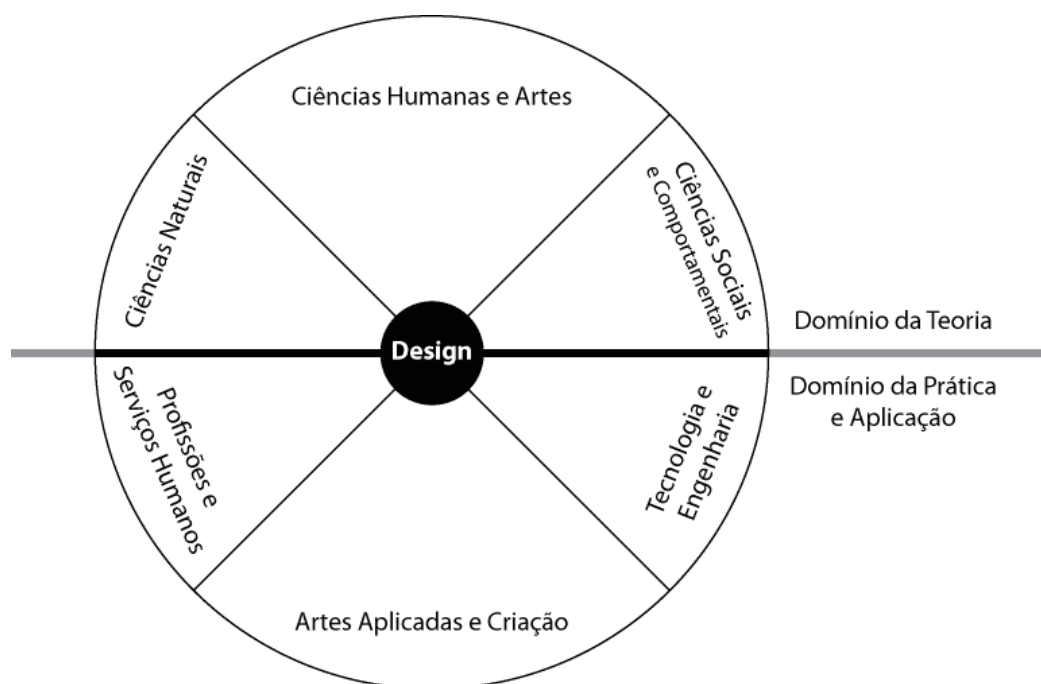 Ciências Humanas e Artes
Ciências Naturais
Ciências Sociais
e Comportamentais
Design
Domínio da Teoria
Domínio da Prática
e Aplicação
Profissões e
Serviços Humanos
Tecnologia e
Engenharia
Artes Aplicadas e Criação